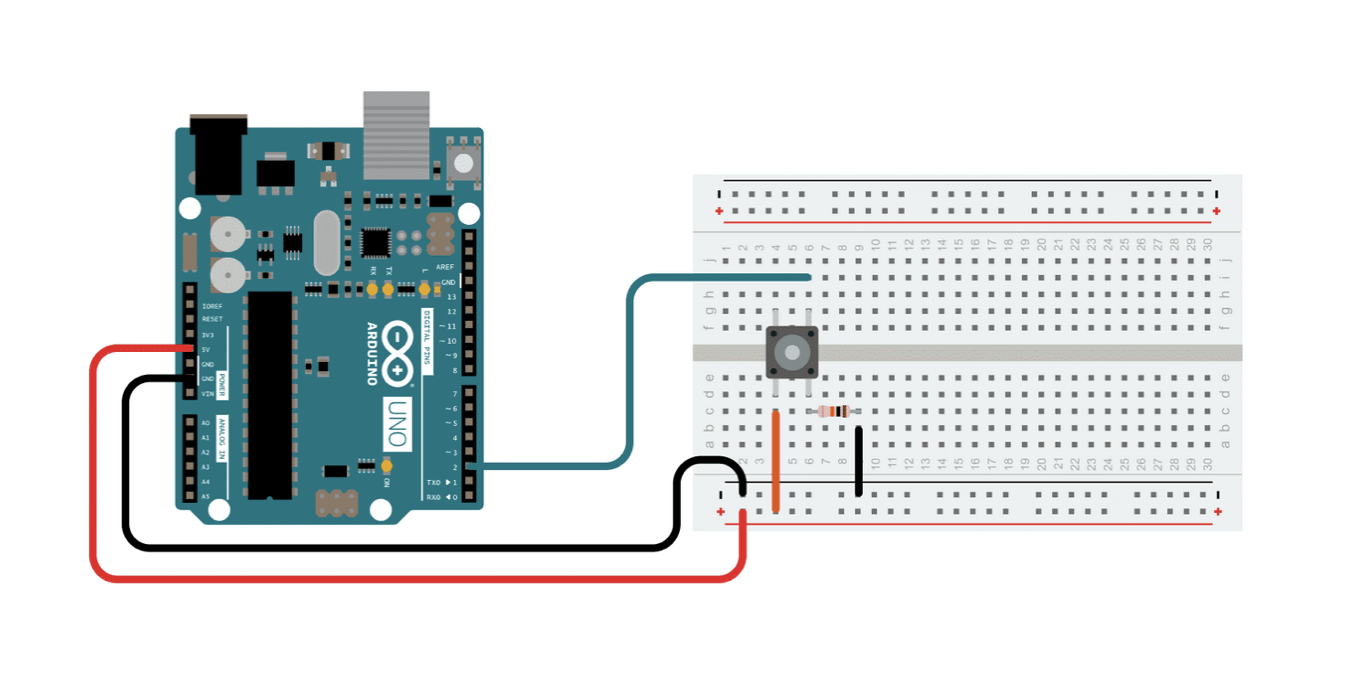 AREF
GND
13
12
~ 11
~ 10
~ 9
8
7
~ 6
~ 5
4
~ 3
2
TX0 ▶ 1
RX0 ◀ 0
DIGITAL PINS
RX
TX
L
ARDUINO
UNO
ON
IOREF
RESET
3V3
5V
GND
GND
VIN
POWER
A0
A1
A2
A3
A4
A5
ANALOG IN
+ +
1 2 3 4 5 6 7 8 9 10 11 12 13 14 15 16 17 18 19 20 21 22 23 24 25 26 27 28 29 30
j j
i i
h h
g g
f f
e e
d d
c c
b b
a a
2 3 5 6 7 8 10 11 12 13 14 15 16 17 18 19 20 21 22 23 24 25 26 27 28 29 30
+ +